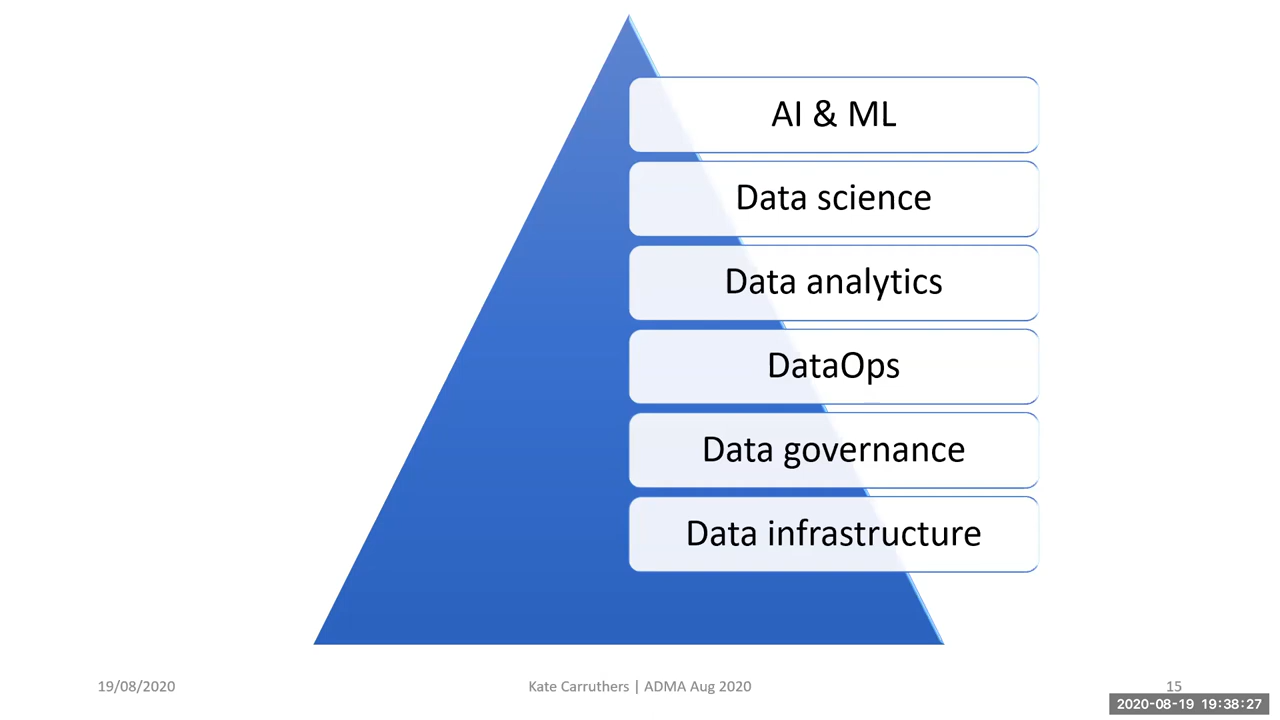 AI & ML
Data science
Data analytics
DataOps
Data governance
Data infrastructure
19/08/2020
Kate Carruthers | ADMA Aug 2020
15
2020-08-19 19:38:27